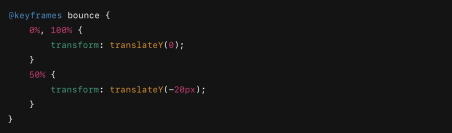 @keyframes bounce {
    0%, 100% {
        transform: translateY(0);
    }
    50% {
        transform: translateY(-20px);
    }
}